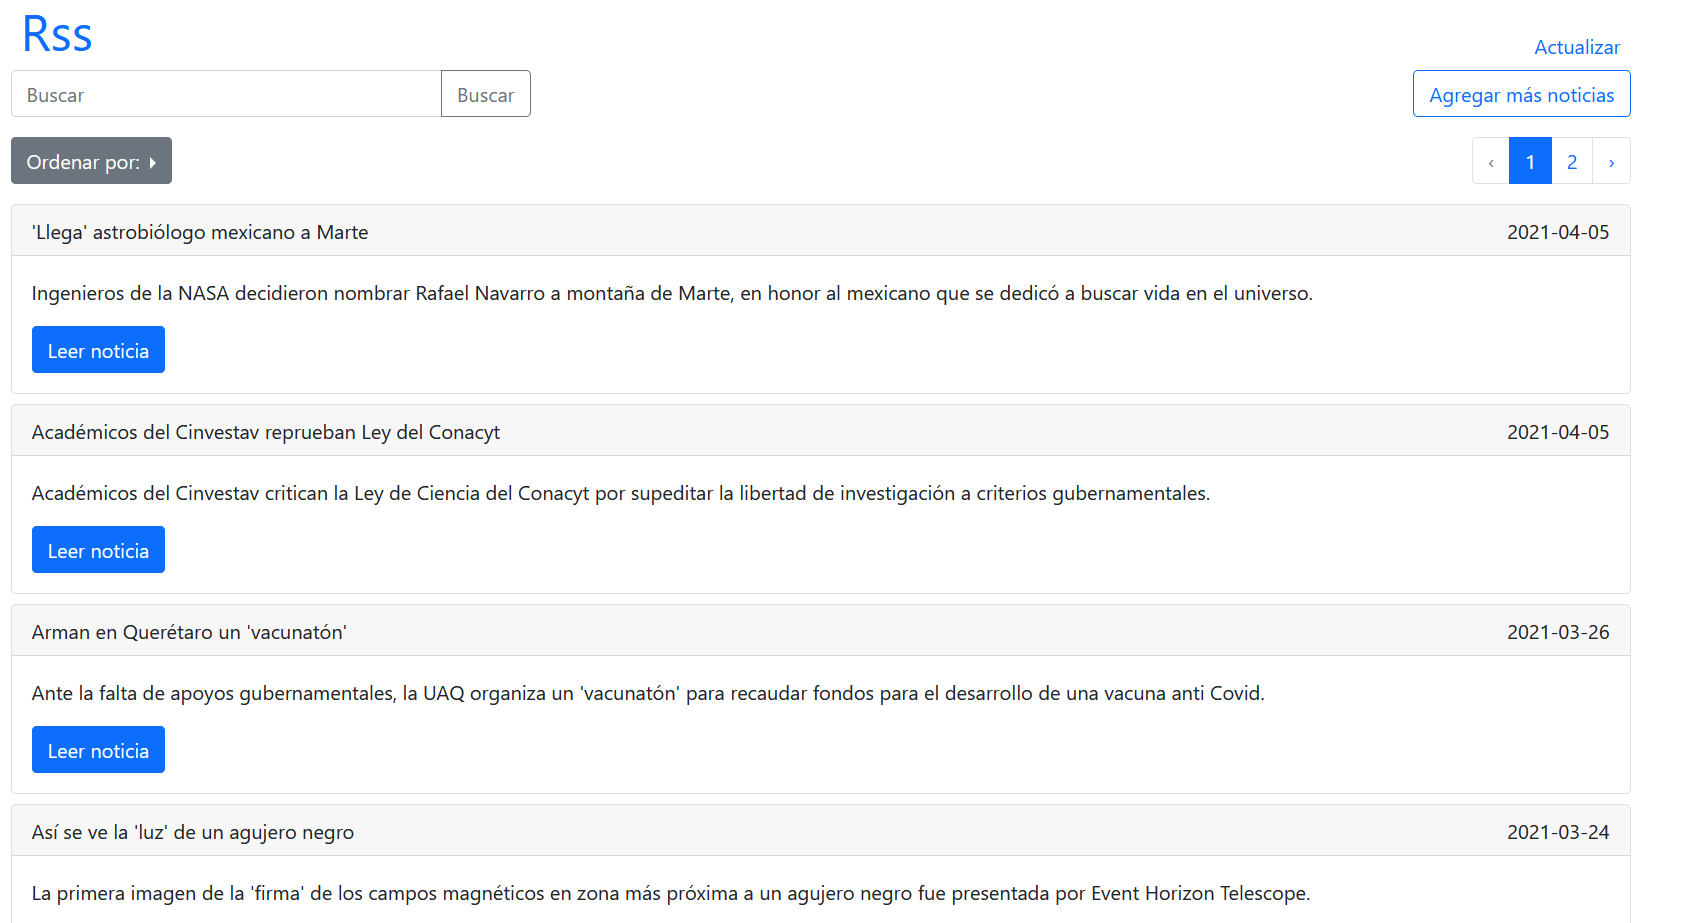 Rss
Actualizar
Buscar Buscar Agregar más noticias
Ordenar por: ‹ 1 2 ›
'Llega' astrobiólogo mexicano a Marte 2021-04-05
Ingenieros de la NASA decidieron nombrar Rafael Navarro a montaña de Marte, en honor al mexicano que se dedicó a buscar vida en el universo.
Leer noticia
Académicos del Cinvestav reprueban Ley del Conacyt 2021-04-05
Académicos del Cinvestav critican la Ley de Ciencia del Conacyt por supeditar la libertad de investigación a criterios gubernamentales.
Leer noticia
Arman en Querétaro un 'vacunatón' 2021-03-26
Ante la falta de apoyos gubernamentales, la UAQ organiza un 'vacunatón' para recaudar fondos para el desarrollo de una vacuna anti Covid.
Leer noticia
Así se ve la 'luz' de un agujero negro 2021-03-24
La primera imagen de la 'firma' de los campos magnéticos en zona más próxima a un agujero negro fue presentada por Event Horizon Telescope.